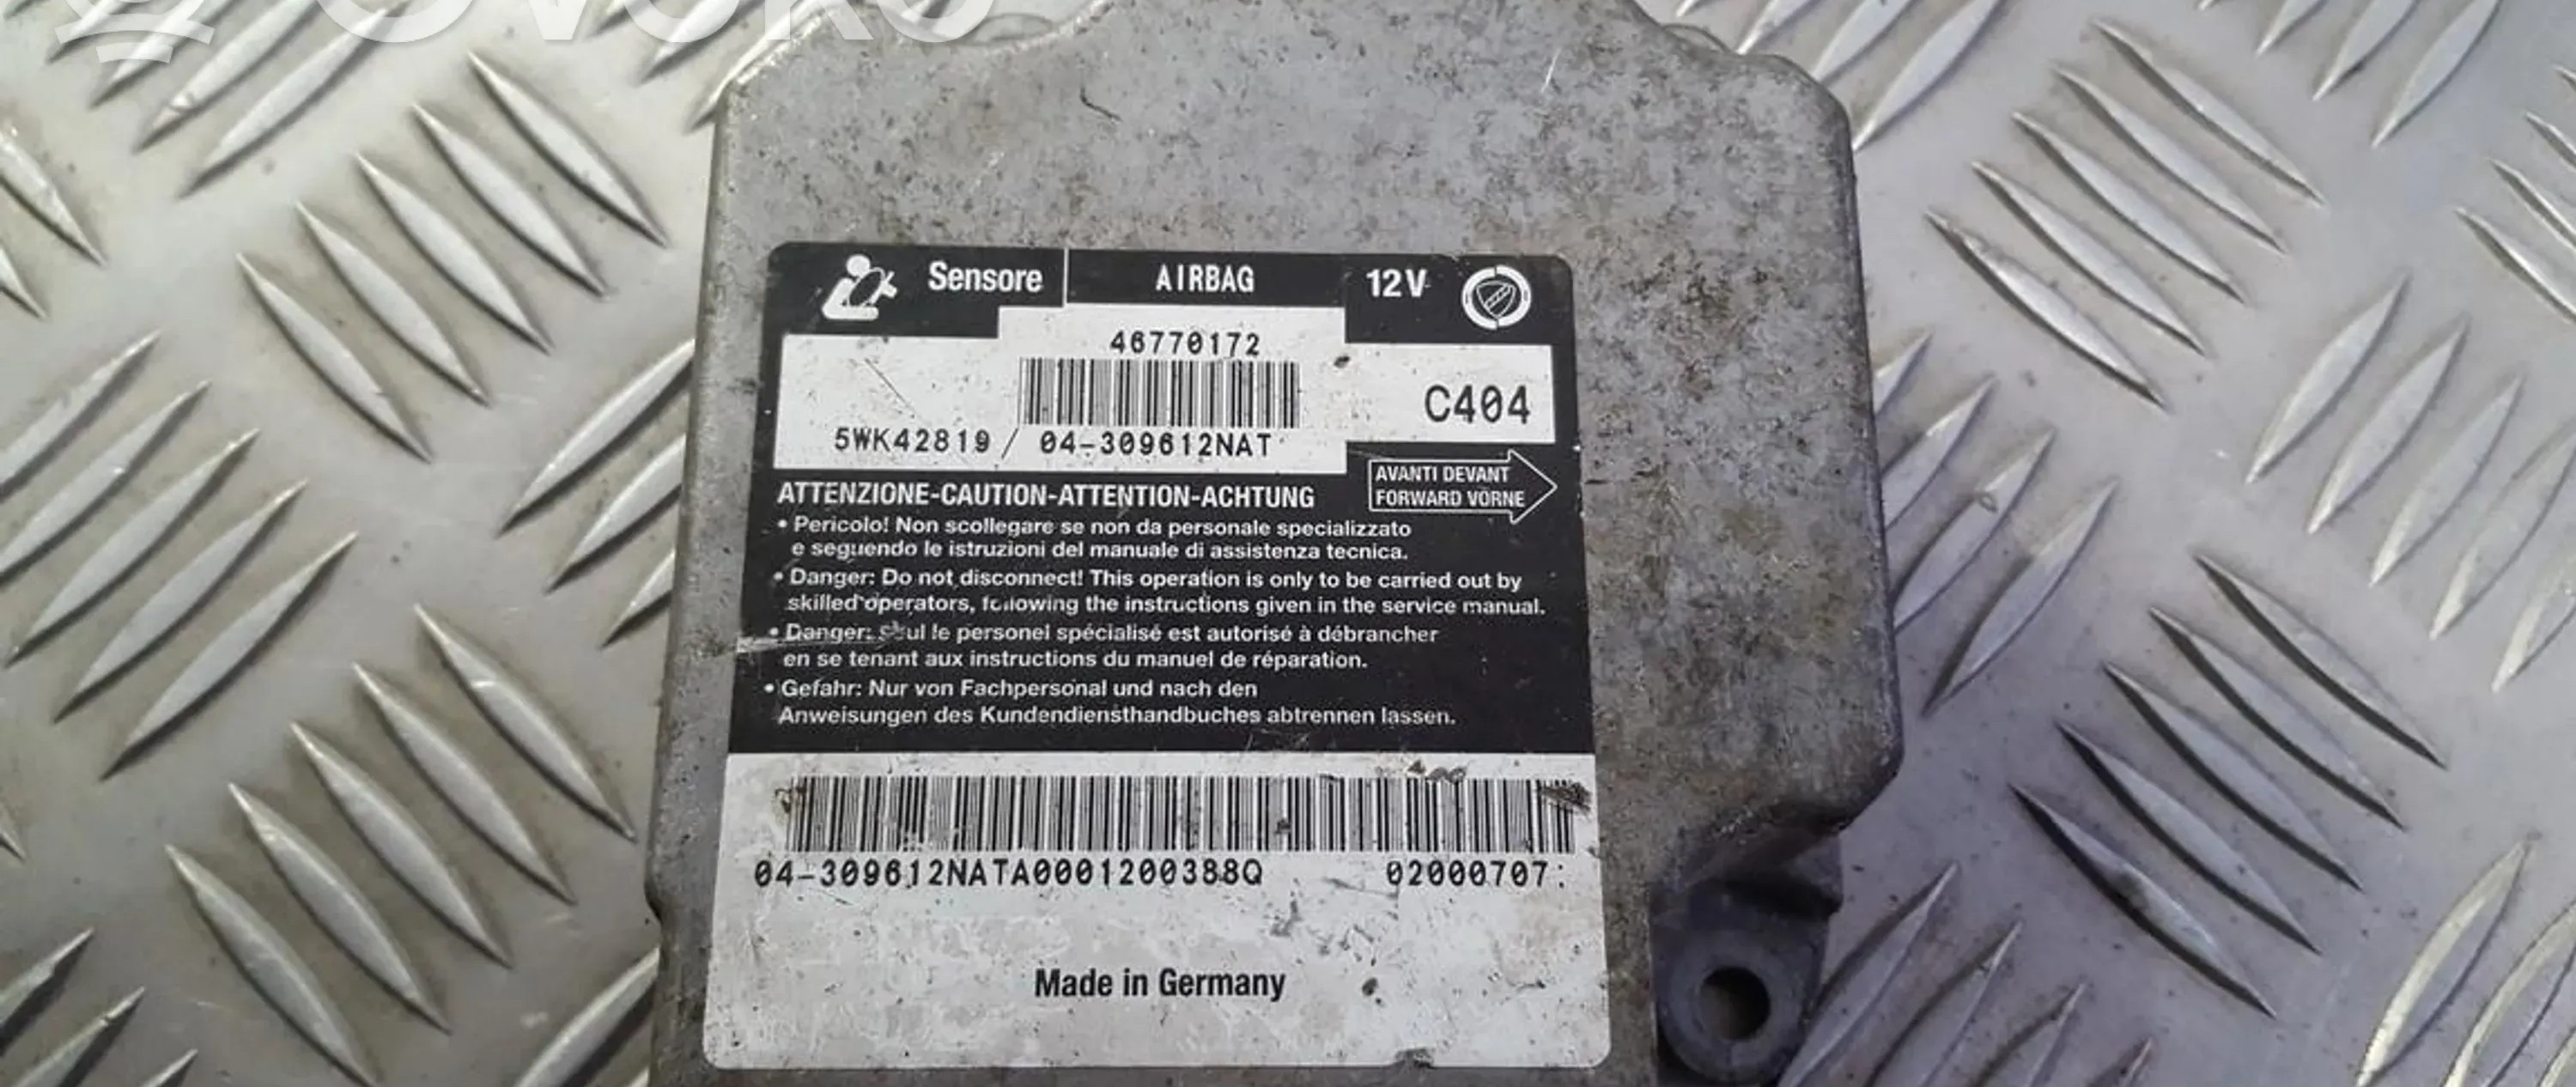 OVOKO
Sensore AIRBAG 12V
46770172
C404
5WK42819 / 04-309612NAT
AVANTI DEVANT
FORWARD VORNE
ATTENZIONE-CAUTION-ATTENTION-ACHTUNG
• Pericolo! Non scollegare se non da personale specializzato
e seguendo le istruzioni del manuale di assistenza tecnica.
• Danger: Do not disconnect! This operation is only to be carried out by
skilled operators, following the instructions given in the service manual.
• Danger: Seul le personel spécialisé est autorisé à débrancher
en se tenant aux instructions du manuel de réparation.
• Gefahr: Nur von Fachpersonal und nach den
Anweisungen des Kundendiensthandbuches abtrennen lassen.
04-309612NATA0001200388Q 02000707:
Made in Germany